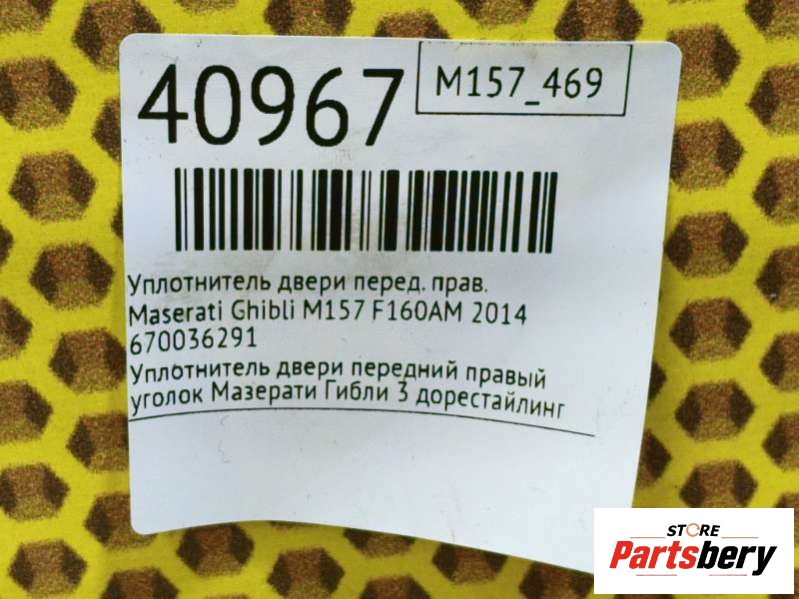 40967
M157_469
Уплотнитель двери перед. прав.
Maserati Ghibli M157 F160AM 2014
670036291
Уплотнитель двери передний правый
уголок Мазерати Гибли 3 дорестайлинг
STORE
Partsbery